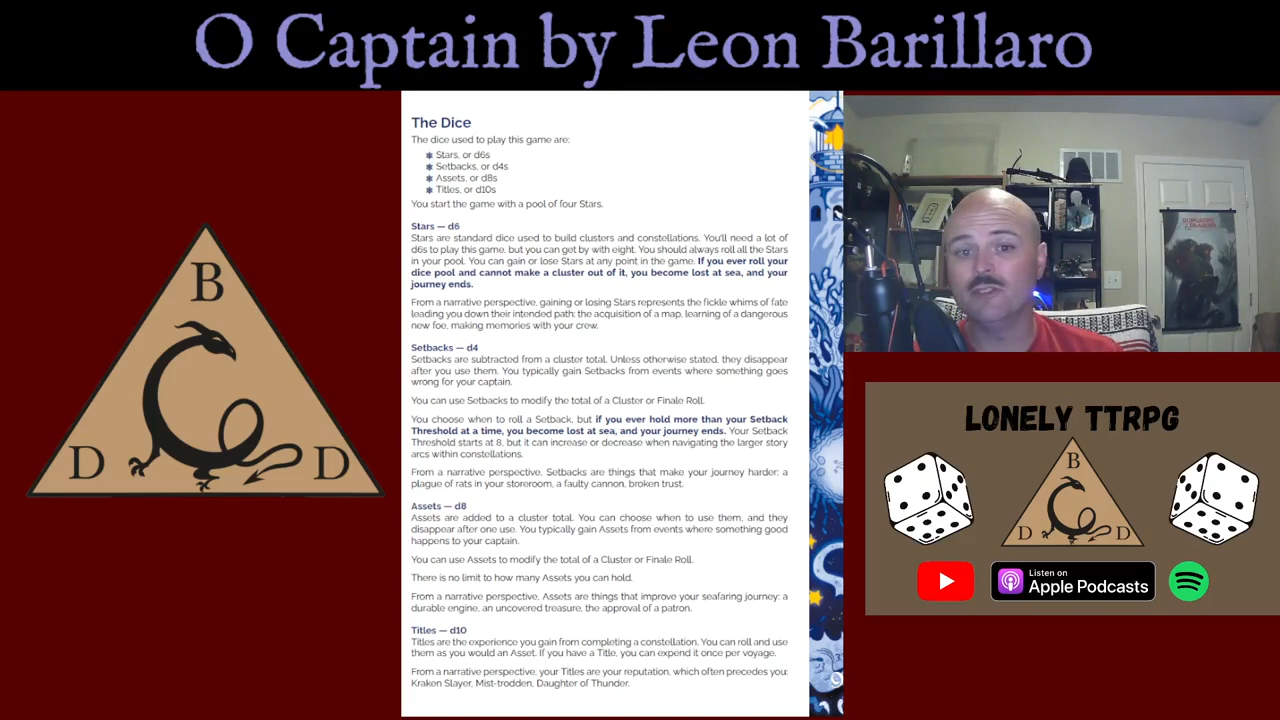 O Captain by Leon Barillaro
The Dice
The dice used to play this game are:
Stars, or d6s
Setbacks, or d4s
Assets, or d8s
Titles, or d10s
You start the game with a pool of four Stars.
Stars — d6
Stars are standard dice used to build clusters and constellations. You'll need a lot of
d6s to play this game, but you can get by with eight. You should always roll all the Stars
in your pool. You can gain or lose Stars at any point in the game. If you ever roll your
dice pool and cannot make a cluster out of it, you become lost at sea, and your
journey ends.
From a narrative perspective, gaining or losing Stars represents the fickle whims of fate
leading you down their intended path: the acquisition of a map, learning of a dangerous
new foe, making memories with your crew.
Setbacks — d4
Setbacks are subtracted from a cluster total. Unless otherwise stated, they disappear
after you use them. You typically gain Setbacks from events where something goes
wrong for your captain.
You can use Setbacks to modify the total of a Cluster or Finale Roll.
You choose when to roll a Setback, but if you ever hold more than your Setback
Threshold at a time, you become lost at sea, and your journey ends. Your Setback
Threshold starts at 8, but it can increase or decrease when navigating the larger story
arcs within constellations.
From a narrative perspective, Setbacks are things that make your journey harder: a
plague of rats in your storeroom, a faulty cannon, broken trust.
Assets — d8
Assets are added to a cluster total. You can choose when to use them, and they
disappear after one use. You typically gain Assets from events where something good
happens to your captain.
You can use Assets to modify the total of a Cluster or Finale Roll.
There is no limit to how many Assets you can hold.
From a narrative perspective, Assets are things that improve your seafaring journey: a
durable engine, an uncovered treasure, the approval of a patron.
Titles — d10
Titles are the experience you gain from completing a constellation. You can roll and use
them as you would an Asset. If you have a Title, you can expend it once per voyage.
From a narrative perspective, your Titles are your reputation, which often precedes you:
Kraken Slayer, Mist-trodden, Daughter of Thunder.
B
D D
LONELY TTRPG
B
D D
Listen on
Apple Podcasts